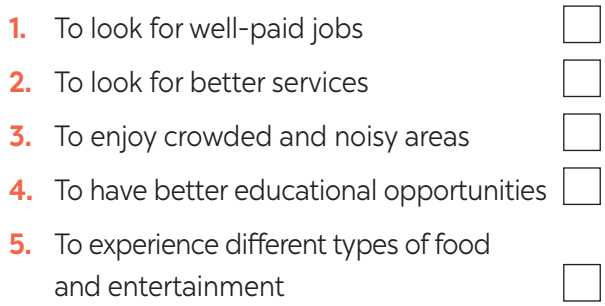 1. To look for well-paid jobs
2. To look for better services
3. To enjoy crowded and noisy areas
4. To have better educational opportunities
5. To experience different types of food
and entertainment